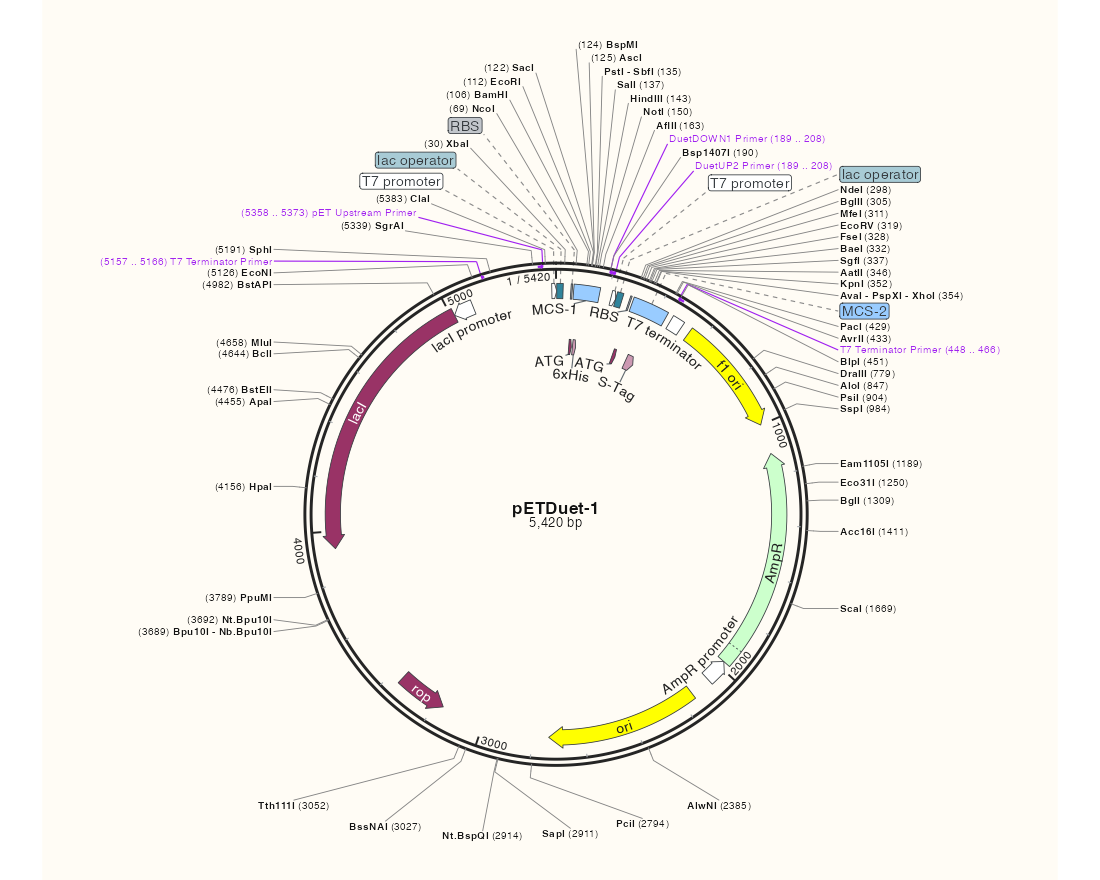 (124) BspMI
(125) AscI
PstI - SbfI (135)
SalI (137)
HindIII (143)
NotI (150)
AflII (163)
DuetDOWN1 Primer (189 .. 208)
Bsp1407I (190)
DuetUP2 Primer (189 .. 208)
T7 promoter
lac operator
NdeI (298)
BglII (305)
MfeI (311)
EcoRV (319)
FseI (328)
BaeI (332)
SgfI (337)
AatII (346)
KpnI (352)
AvaI - PspXI - XhoI (354)
MCS-2
PacI (429)
AvrII (433)
T7 Terminator Primer (448 .. 466)
BlpI (451)
DraIII (779)
AloI (847)
PsiI (904)
SspI (984)
Eam1105I (1189)
Eco31I (1250)
BglI (1309)
Acc16I (1411)
ScaI (1669)
AlwNI (2385)
PciI (2794)
SapI (2911)
Nt.BspQI (2914)
BssNAI (3027)
Tth111I (3052)
(3689) Bpu10I - Nb.Bpu10I
(3692) Nt.Bpu10I
(3789) PpuMI
(4156) HpaI
(4455) ApaI
(4476) BstEII
(4644) BclI
(4658) MluI
(4982) BstAPI
(5126) EcoNI
(5157 .. 5166) T7 Terminator Primer
(5191) SphI
(5339) SgrAI
(5358 .. 5373) pET Upstream Primer
(5383) ClaI
T7 promoter
lac operator
(30) XbaI
RBS
(69) NcoI
(106) BamHI
(112) EcoRI
(122) SacI
1 / 5420
1000
2000
3000
4000
5000
MCS-1
RBS
T7 terminator
ATG
6xHis
ATG
S-Tag
f1 ori
AmpR
AmpR promoter
ori
rop
lacI
lacI promoter
pETDuet-1
5,420 bp